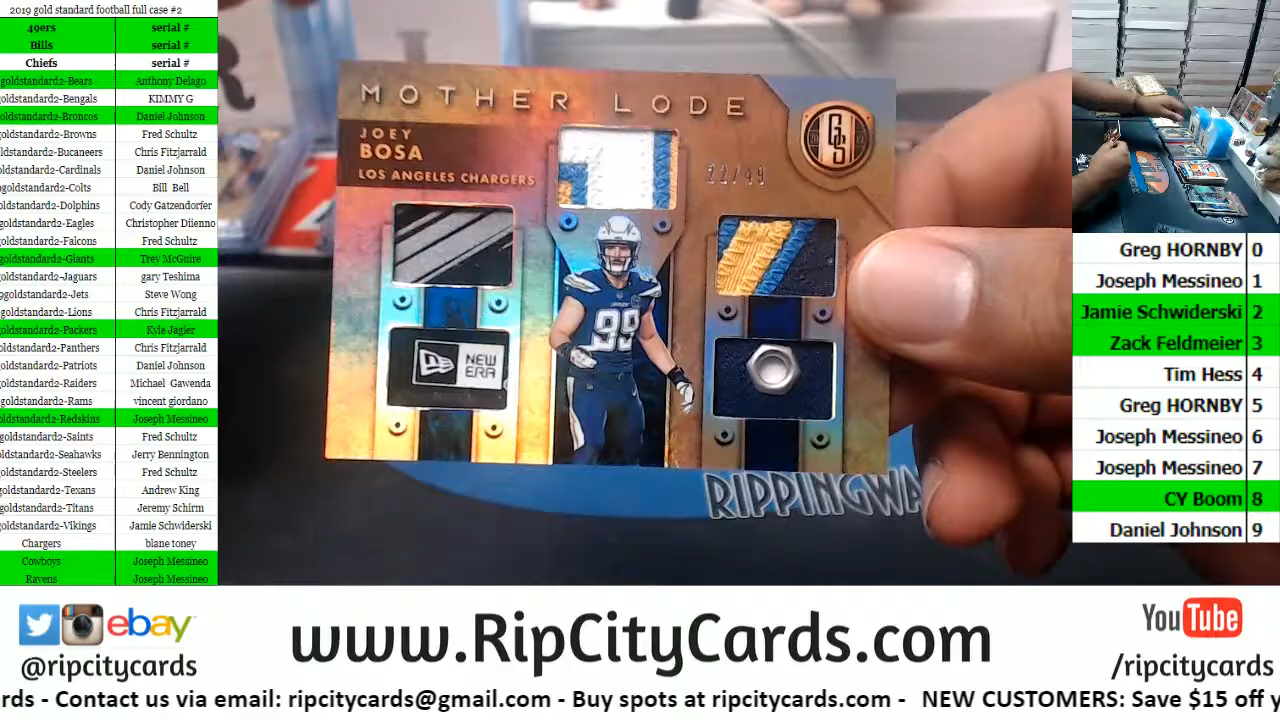 2019 gold standard football full case #2
49ers serial #
Bills serial #
Chiefs serial #
goldstandard2-Bears Anthony Delago
goldstandard2-Bengals KIMMY G
goldstandard2-Broncos Daniel Johnson
goldstandard2-Browns Fred Schultz
goldstandard2-Bucaneers Chris Fitzjarrald
goldstandard2-Cardinals Daniel Johnson
goldstandard2-Colts Bill Bell
goldstandard2-Dolphins Cody Gatzendorfer
goldstandard2-Eagles Christopher Diienno
goldstandard2-Falcons Fred Schultz
goldstandard2-Giants Trey McGuire
goldstandard2-Jaguars gary Teshima
9goldstandard2-Jets Steve Wong
goldstandard2-Lions Chris Fitzjarrald
goldstandard2-Packers Kyle Jagler
goldstandard2-Panthers Chris Fitzjarrald
goldstandard2-Patriots Daniel Johnson
goldstandard2-Raiders Michael Gawenda
goldstandard2-Rams vincent giordano
goldstandard2-Redskins Joseph Messineo
goldstandard2-Saints Fred Schultz
goldstandard2-Seahawks Jerry Bennington
goldstandard2-Steelers Fred Schultz
goldstandard2-Texans Andrew King
goldstandard2-Titans Jeremy Schirm
goldstandard2-Vikings Jamie Schwiderski
Chargers blane toney
Cowboys Joseph Messineo
Ravens Joseph Messineo
MOTHER LODE
JOEY
BOSA
LOS ANGELES CHARGERS
22/49
GS
NEW
ERA
99
RIPPINGWA
Greg HORNBY 0
Joseph Messineo 1
Jamie Schwiderski 2
Zack Feldmeier 3
Tim Hess 4
Greg HORNBY 5
Joseph Messineo 6
Joseph Messineo 7
CY Boom 8
Daniel Johnson 9
ebay
@ripcitycards
www.RipCityCards.com
YouTube
/ripcitycards
rds - Contact us via email: ripcitycards@gmail.com - Buy spots at ripcitycards.com - NEW CUSTOMERS: Save $15 off y